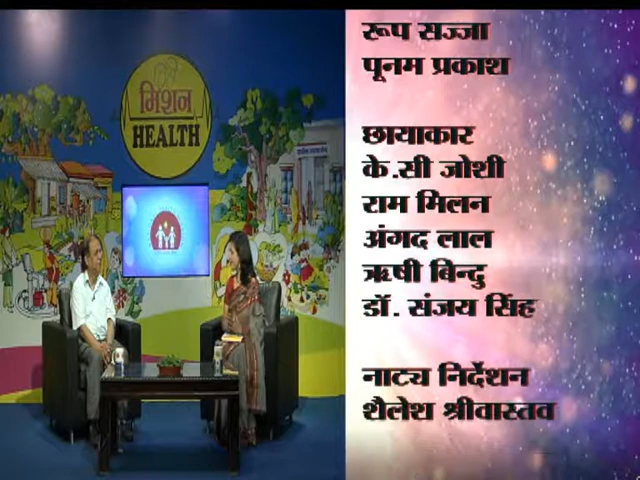 मिशन
HEALTH
रूप सज्जा
पूनम प्रकाश
छायाकार
के.सी जोशी
राम मिलन
अंगद लाल
ऋषी बिन्दु
डॉ. संजय सिंह
नाट्य निर्देशन
शैलेश श्रीवास्तव